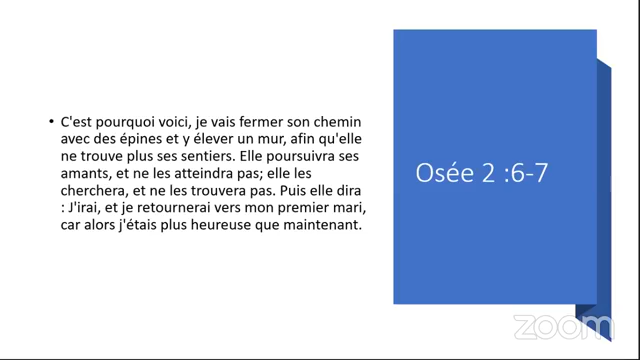 • C'est pourquoi voici, je vais fermer son chemin
avec des épines et y élever un mur, afin qu'elle
ne trouve plus ses sentiers. Elle poursuivra ses
amants, et ne les atteindra pas; elle les
cherchera, et ne les trouvera pas. Puis elle dira
: J'irai, et je retournerai vers mon premier mari,
car alors j'étais plus heureuse que maintenant.
Osée 2 :6-7
zoom